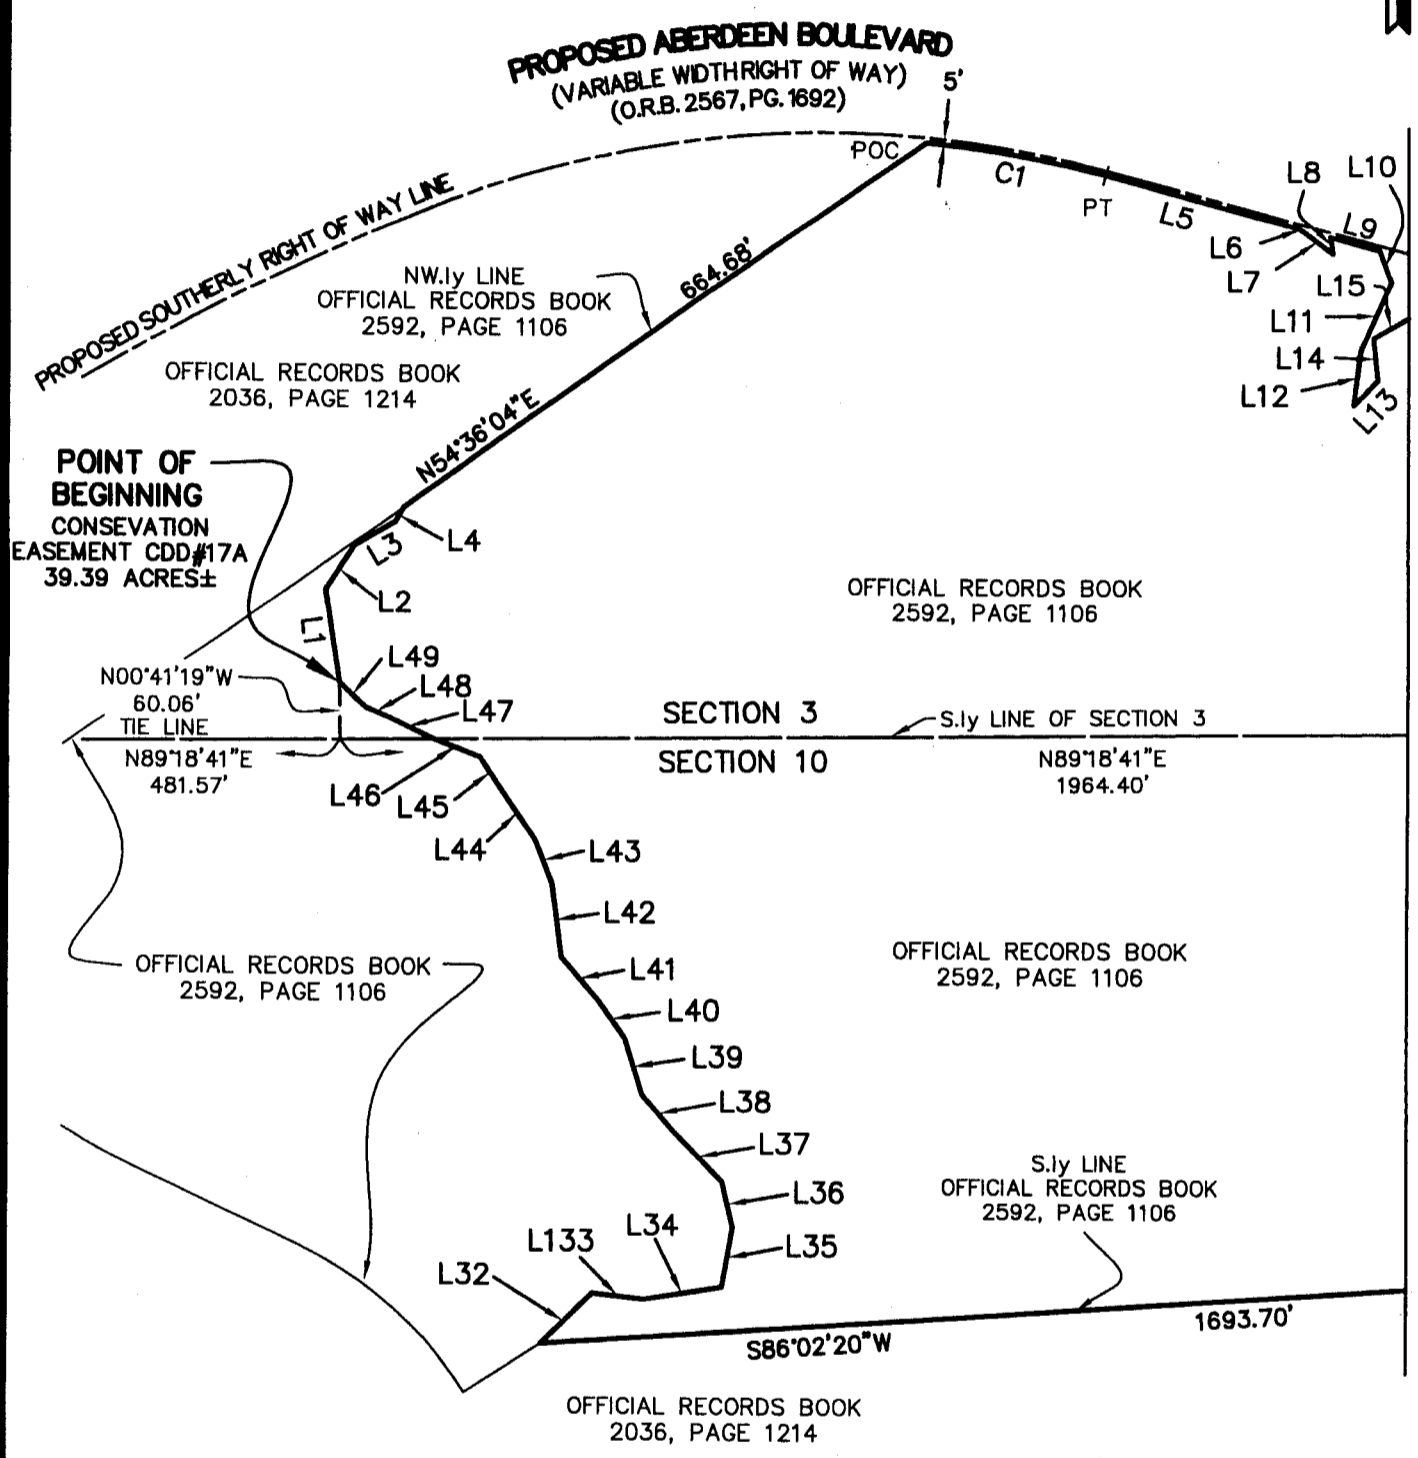 PROPOSED ABERDEEN BOULEVARD
(VARIABLE WIDTH RIGHT OF WAY)
(O.R.B. 2567, PG. 1692)
5'
POC
C1
PT
L5
L8
L10
L9
L6
L7
L15
L11
L14
L12
L13
PROPOSED SOUTHERLY RIGHT OF WAY LINE
NW.ly LINE
OFFICIAL RECORDS BOOK
2592, PAGE 1106
664.68'
N54°36'04"E
OFFICIAL RECORDS BOOK
2036, PAGE 1214
POINT OF
BEGINNING
CONSEVATION
EASEMENT CDD#17A
39.39 ACRES±
L4
L3
L2
L1
OFFICIAL RECORDS BOOK
2592, PAGE 1106
L49
L48
L47
N00°41'19"W
60.06'
TIE LINE
N89°18'41"E
481.57'
SECTION 3
SECTION 10
S.ly LINE OF SECTION 3
N89°18'41"E
1964.40'
L46
L45
L44
L43
L42
L41
L40
L39
L38
L37
L36
L35
OFFICIAL RECORDS BOOK
2592, PAGE 1106
OFFICIAL RECORDS BOOK
2592, PAGE 1106
S.ly LINE
OFFICIAL RECORDS BOOK
2592, PAGE 1106
L34
L133
L32
S86°02'20"W
1693.70'
OFFICIAL RECORDS BOOK
2036, PAGE 1214